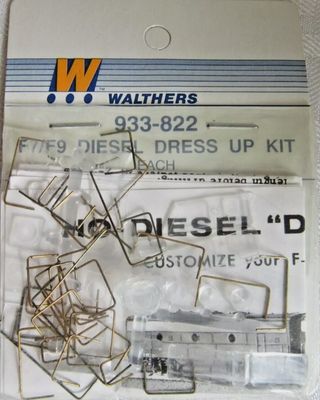 W
WALTHERS
933-822
F7/F9 DIESEL DRESS UP KIT
EACH
HO DIESEL "D
CUSTOMIZE your F-